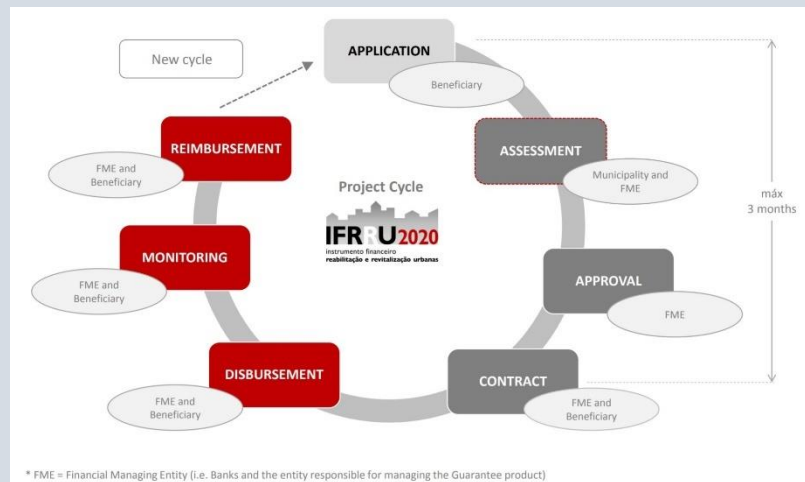 New cycle
APPLICATION
Beneficiary
ASSESSMENT
Municipality and
FME
máx
3 months
APPROVAL
FME
CONTRACT
FME and
Beneficiary
DISBURSEMENT
FME and
Beneficiary
MONITORING
FME and
Beneficiary
REIMBURSEMENT
FME and
Beneficiary
Project Cycle
IFRRU2020
instrumento financeiro
reabilitação e revitalização urbanas
* FME = Financial Managing Entity (i.e. Banks and the entity responsible for managing the Guarantee product)